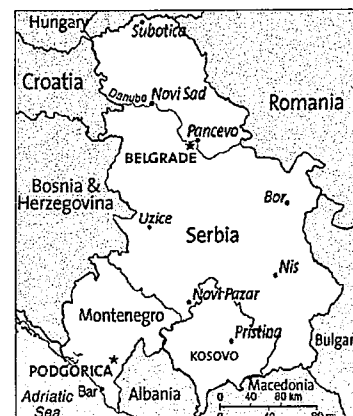 Hungary
Subotica
Croatia
Danube
Novi Sad
Romania
Pancevo
BELGRADE
Bosnia &
Herzegovina
Bor
Uzice
Serbia
Nis
Novi Pazar
Montenegro
Pristina
KOSOVO
Bulgar
PODGORICA
Macedonia
Bar
Albania
0 40 80 km
Adriatic
Sea
0